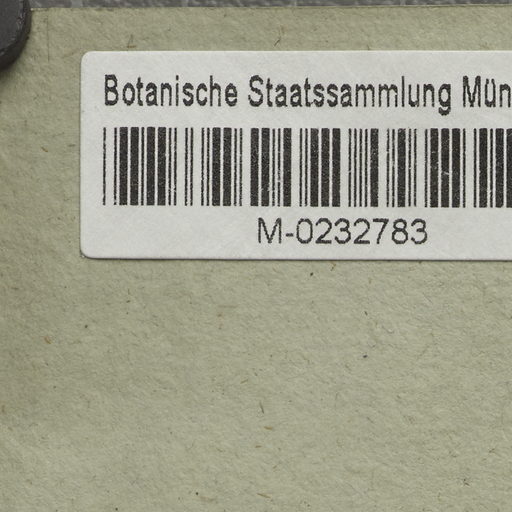 Botanische Staatssammlung Mün
M-0232783